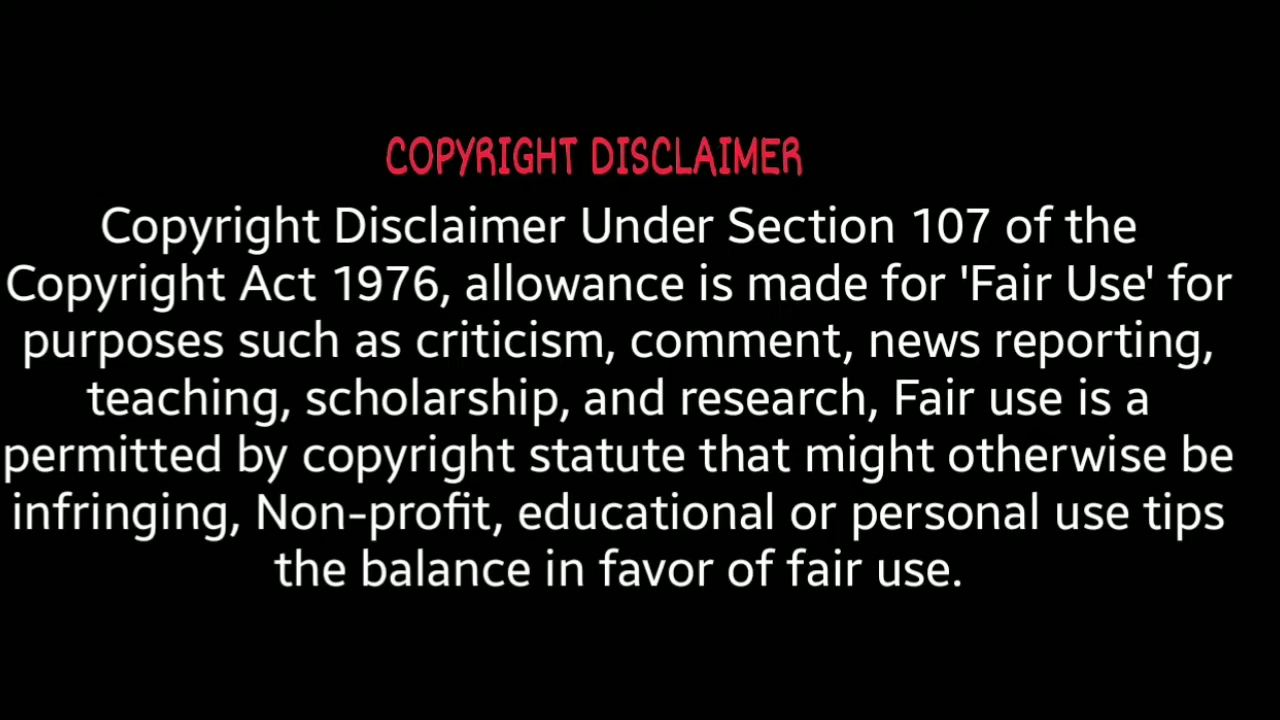 COPYRIGHT DISCLAIMER
Copyright Disclaimer Under Section 107 of the
Copyright Act 1976, allowance is made for 'Fair Use' for
purposes such as criticism, comment, news reporting,
teaching, scholarship, and research, Fair use is a
permitted by copyright statute that might otherwise be
infringing, Non-profit, educational or personal use tips
the balance in favor of fair use.